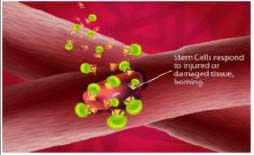 Stem Cells respond
to injured or
damaged tissue,
homing.